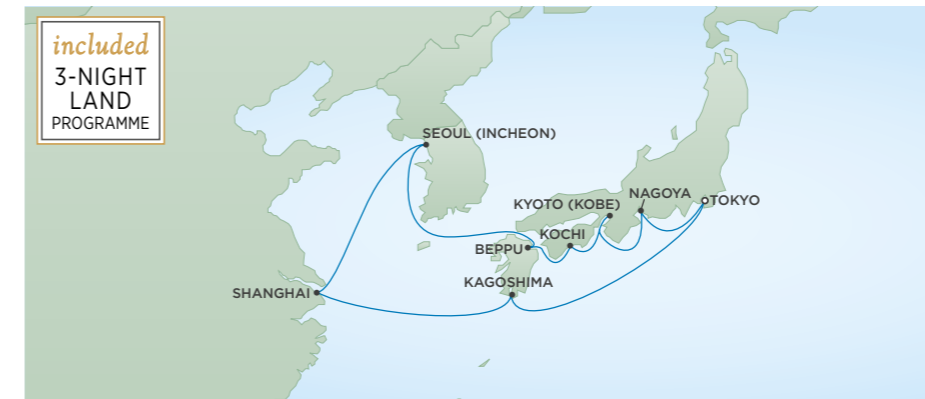 included
3-NIGHT
LAND
PROGRAMME
SEOUL (INCHEON)
NAGOYA
KYOTO (KOBE)
TOKYO
KOCHI
BEPPU
KAGOSHIMA
SHANGHAI